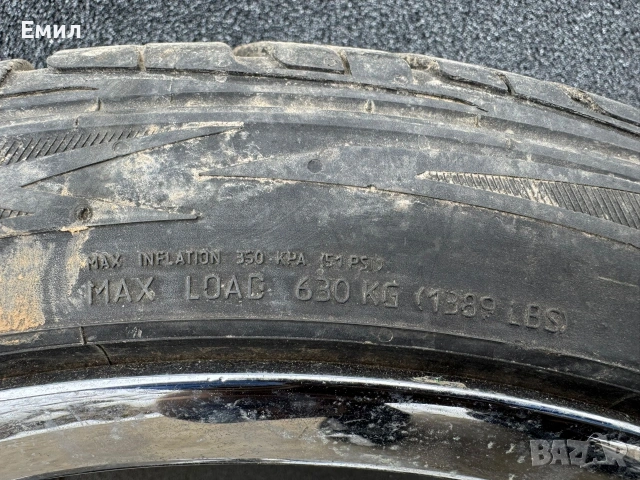 Емил
MAX INFLATION 350 KPA (51 PSI)
MAX LOAD 630 KG (1389 LBS)
BAZAR